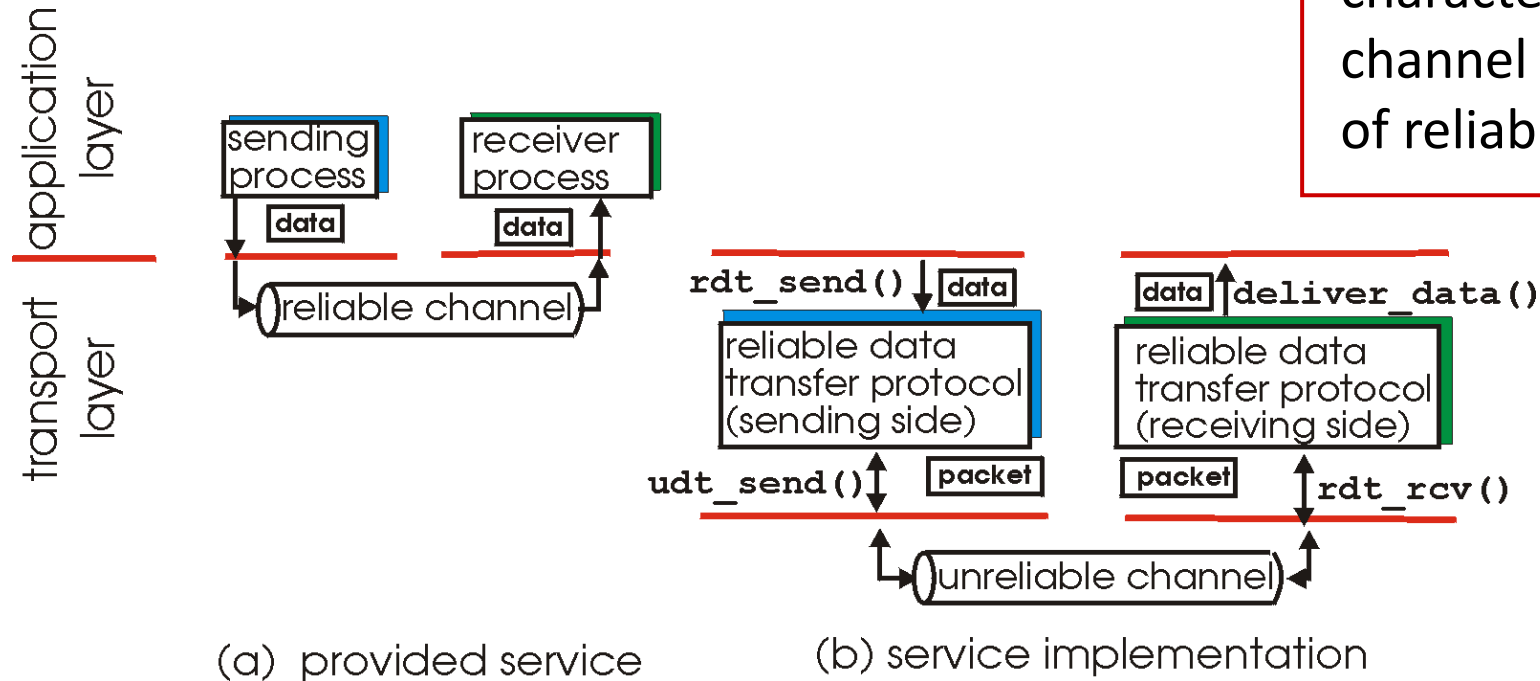 application
layer
transport
layer
sending
process
data
receiver
process
data
reliable channel
(a) provided service
rdt_send()
data
reliable data
transfer protocol
(sending side)
udt_send()
packet
data
deliver_data()
reliable data
transfer protocol
(receiving side)
packet
rdt_rcv()
unreliable channel
(b) service implementation
channel
of